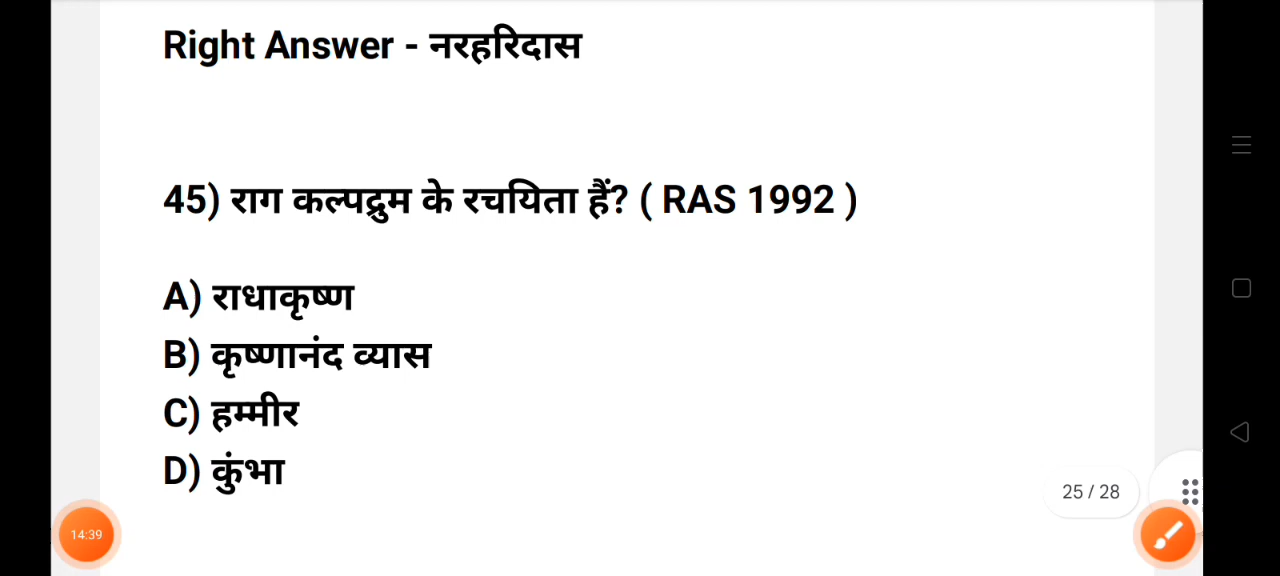 Right Answer - नरहरिदास
45) राग कल्पद्रुम के रचयिता हैं? ( RAS 1992 )
A) राधाकृष्ण
B) कृष्णानंद व्यास
C) हम्मीर
D) कुंभा
25 / 28
14:39